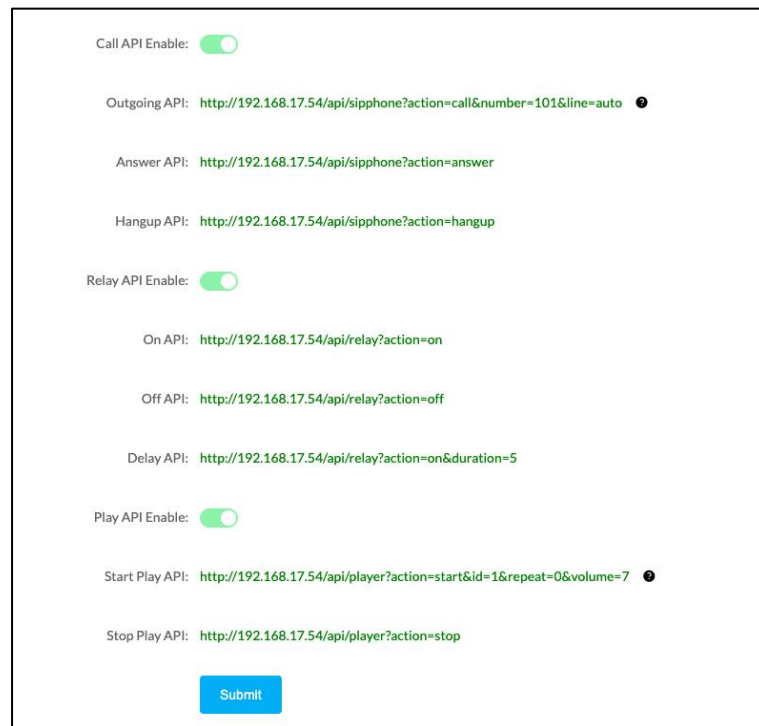 Call API Enable:
Outgoing API: http://192.168.17.54/api/sipphone?action=call&number=101&line=auto ?
Answer API: http://192.168.17.54/api/sipphone?action=answer
Hangup API: http://192.168.17.54/api/sipphone?action=hangup
Relay API Enable:
On API: http://192.168.17.54/api/relay?action=on
Off API: http://192.168.17.54/api/relay?action=off
Delay API: http://192.168.17.54/api/relay?action=on&duration=5
Play API Enable:
Start Play API: http://192.168.17.54/api/player?action=start&id=1&repeat=0&volume=7 ?
Stop Play API: http://192.168.17.54/api/player?action=stop
Submit